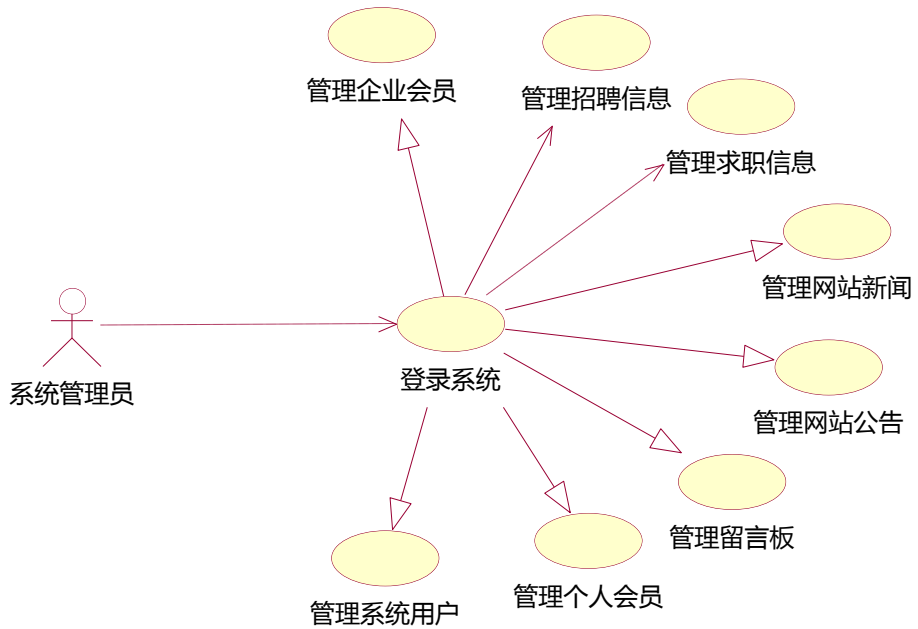 管理企业会员
管理招聘信息
管理求职信息
管理网站新闻
系统管理员
登录系统
管理网站公告
管理留言板
管理个人会员
管理系统用户